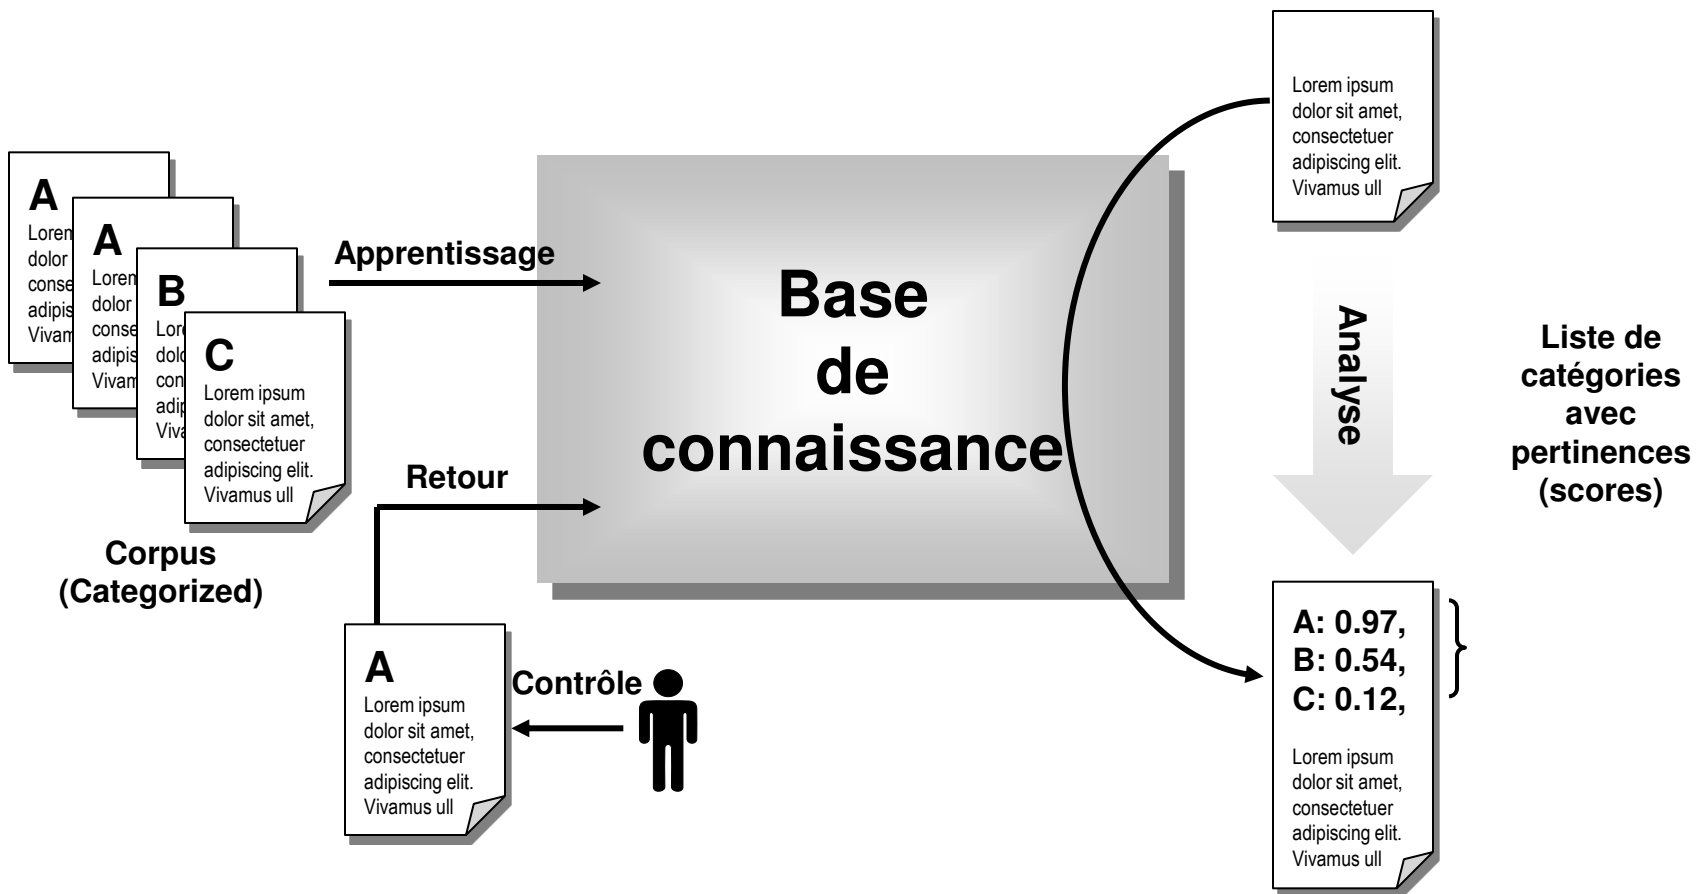 A
Lorem
dolor
conse
adipis
Vivam
A
Lorem
dolor
conse
adipis
Vivam
B
Lore
dolo
con
adip
Viva
C
Lorem ipsum
dolor sit amet,
consectetuer
adipiscing elit.
Vivamus ull
Corpus
(Categorized)
Apprentissage
Retour
A
Lorem ipsum
dolor sit amet,
consectetuer
adipiscing elit.
Vivamus ull
Contrôle
Base
de
connaissance
Lorem ipsum
dolor sit amet,
consectetuer
adipiscing elit.
Vivamus ull
Analyse
Liste de
catégories
avec
pertinences
(scores)
A: 0.97,
B: 0.54,
C: 0.12,
Lorem ipsum
dolor sit amet,
consectetuer
adipiscing elit.
Vivamus ull